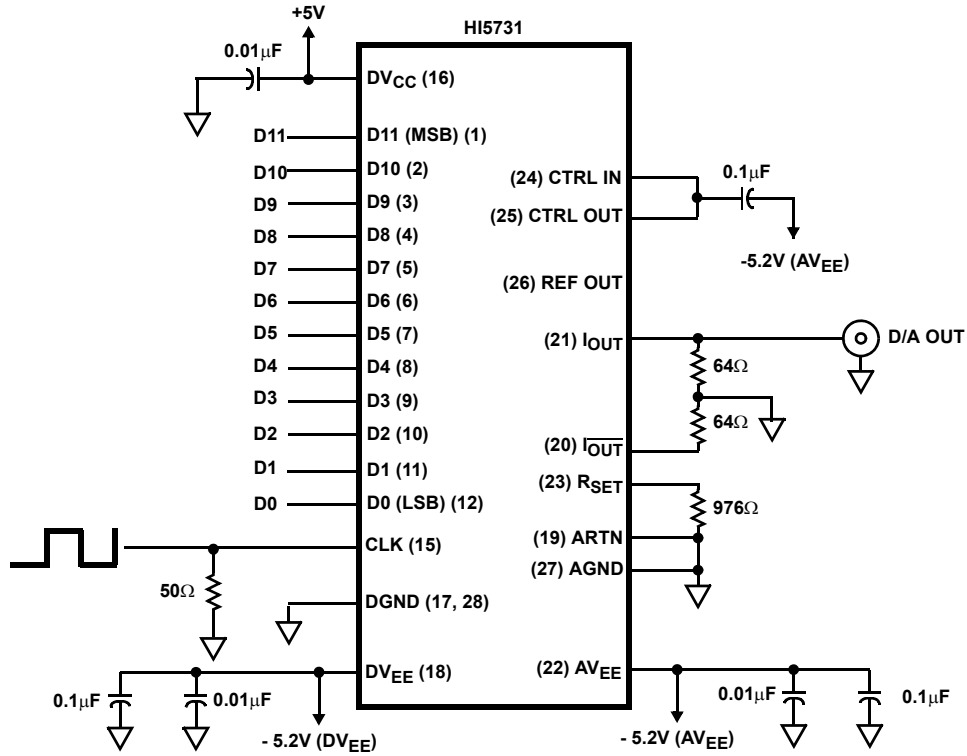 HI5731
+5V
0.01μF
DVCC (16)
D11
D11 (MSB) (1)
D10
D10 (2)
D9
D9 (3)
D8
D8 (4)
D7
D7 (5)
D6
D6 (6)
D5
D5 (7)
D4
D4 (8)
D3
D3 (9)
D2
D2 (10)
D1
D1 (11)
D0
D0 (LSB) (12)
CLK (15)
50Ω
DGND (17, 28)
DVEE (18)
0.1μF
0.01μF
- 5.2V (DVEE)
(24) CTRL IN
(25) CTRL OUT
0.1μF
-5.2V (AVEE)
(26) REF OUT
(21) IOUT
D/A OUT
64Ω
64Ω
(20) I̅O̅U̅T̅
(23) RSET
976Ω
(19) ARTN
(27) AGND
(22) AVEE
- 5.2V (AVEE)
0.01μF
0.1μF